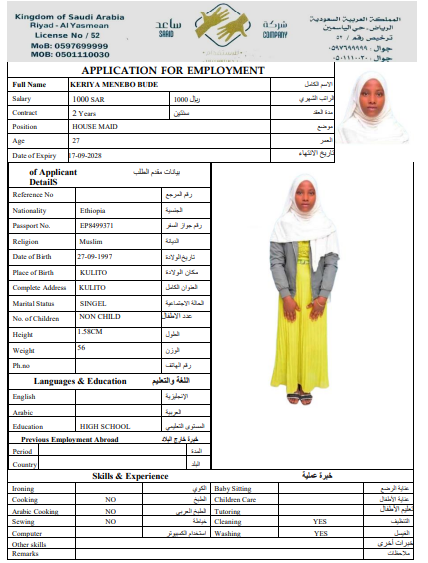 Kingdom of Saudi Arabia
Riyad - Al Yasmean
License No / 52
MoB: 0597699999
MOB: 0501110030
ساعد
SAAID
شركة
COMPANY
المملكة العربية السعودية
الرياض، حي الياسمين
ترخيص رقم / ٥٢
جوال: ٠٥٩٧٦٩٩٩٩٩
جوال: ٠٥٠١١١٠٠٣٠
APPLICATION FOR EMPLOYMENT
Full Name KERIYA MENEBO BUDE الاسم الكامل
Salary 1000 SAR 1000 ريال الراتب الشهري
Contract 2 Years سنتين مدة العقد
Position HOUSE MAID موضع
Age 27 العمر
Date of Expiry 17-09-2028 تاريخ الانتهاء
of Applicant بيانات مقدم الطلب
DetailS
Reference No رقم المرجع
Nationality Ethiopia الجنسية
Passport No. EP8499371 رقم جواز السفر
Religion Muslim الديانة
Date of Birth 27-09-1997 تاريخ الولادة
Place of Birth KULITO مكان الولادة
Complete Address KULITO العنوان الكامل
Marital Status SINGEL الحالة الاجتماعية
No. of Children NON CHILD عدد الاطفال
Height 1.58CM الطول
Weight 56 الوزن
Ph.no رقم الهاتف
Languages & Education اللغة والتعليم
English الإنجليزية
Arabic العربية
Education HIGH SCHOOL المستوى التعليمي
Previous Employment Abroad خبرة خارج البلاد
Period المدة
Country البلد
Skills & Experience خبرة عملية
Ironing الكوي Baby Sitting عناية الرضع
Cooking NO الطبخ Children Care عناية الأطفال
Arabic Cooking NO الطبخ العربي Tutoring تعليم الأطفال
Sewing NO خياطة Cleaning YES التنظيف
Computer استخدام الكمبيوتر Washing YES الغسيل
Other skills خبرات أخرى
Remarks ملاحظات